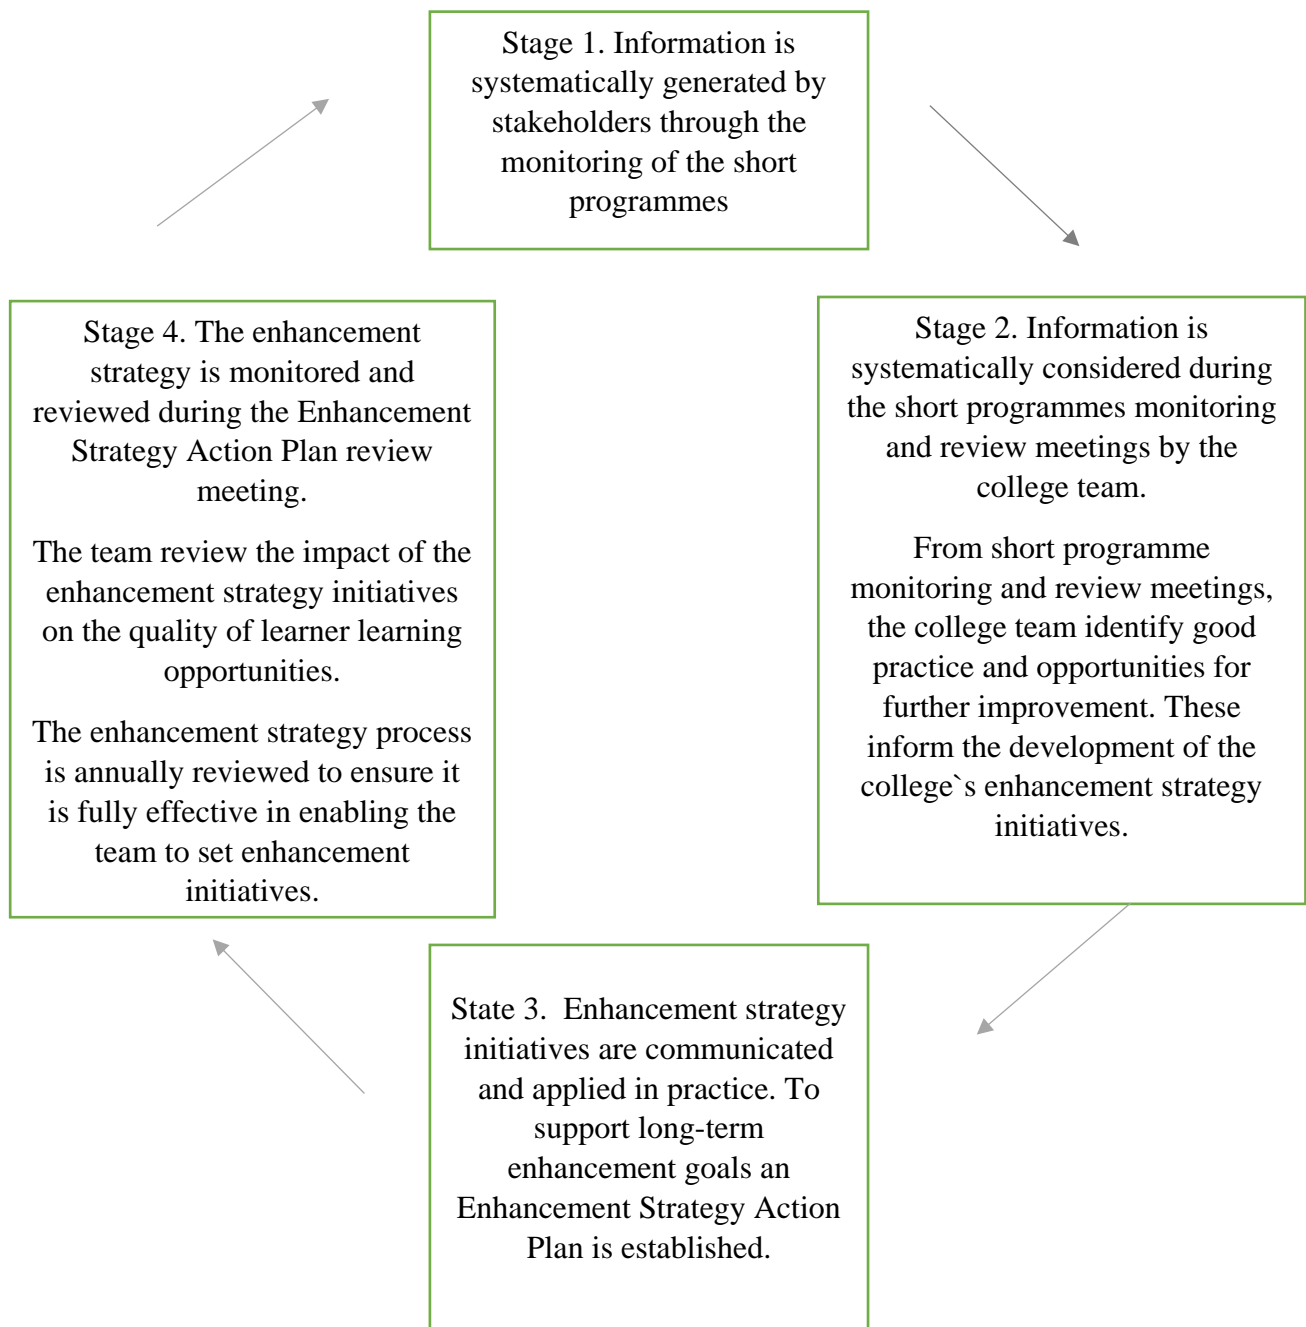 Stage 1. Information is
systematically generated by
stakeholders through the
monitoring of the short
programmes
Stage 2. Information is
systematically considered during
the short programmes monitoring
and review meetings by the
college team.
From short programme
monitoring and review meetings,
the college team identify good
practice and opportunities for
further improvement. These
inform the development of the
college`s enhancement strategy
initiatives.
State 3.  Enhancement strategy
initiatives are communicated
and applied in practice. To
support long-term
enhancement goals an
Enhancement Strategy Action
Plan is established.
Stage 4. The enhancement
strategy is monitored and
reviewed during the Enhancement
Strategy Action Plan review
meeting.
The team review the impact of the
enhancement strategy initiatives
on the quality of learner learning
opportunities.
The enhancement strategy process
is annually reviewed to ensure it
is fully effective in enabling the
team to set enhancement
initiatives.